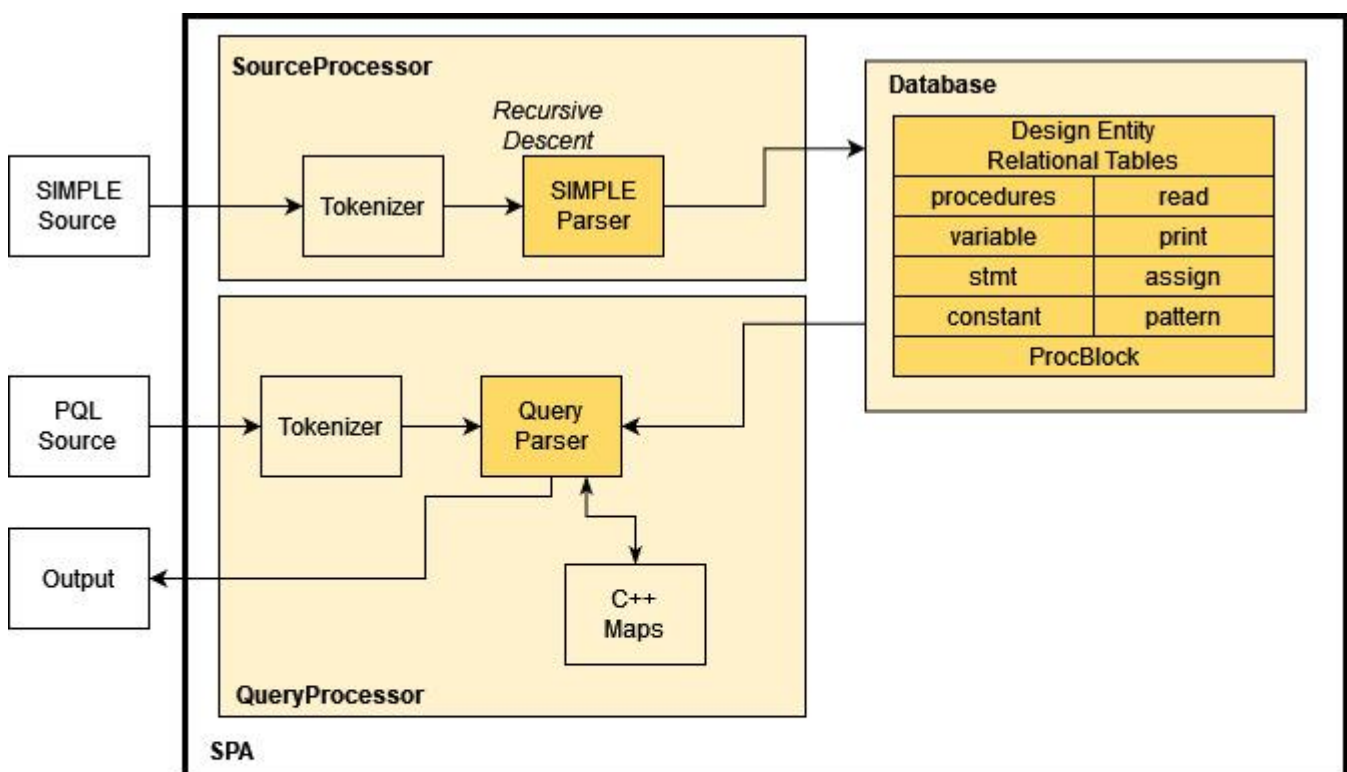 SourceProcessor
Recursive
Descent
SIMPLE
Source
Tokenizer
SIMPLE
Parser
Database
Design Entity
Relational Tables
procedures
read
variable
print
stmt
assign
constant
pattern
ProcBlock
PQL
Source
Tokenizer
Query
Parser
Output
C++
Maps
QueryProcessor
SPA